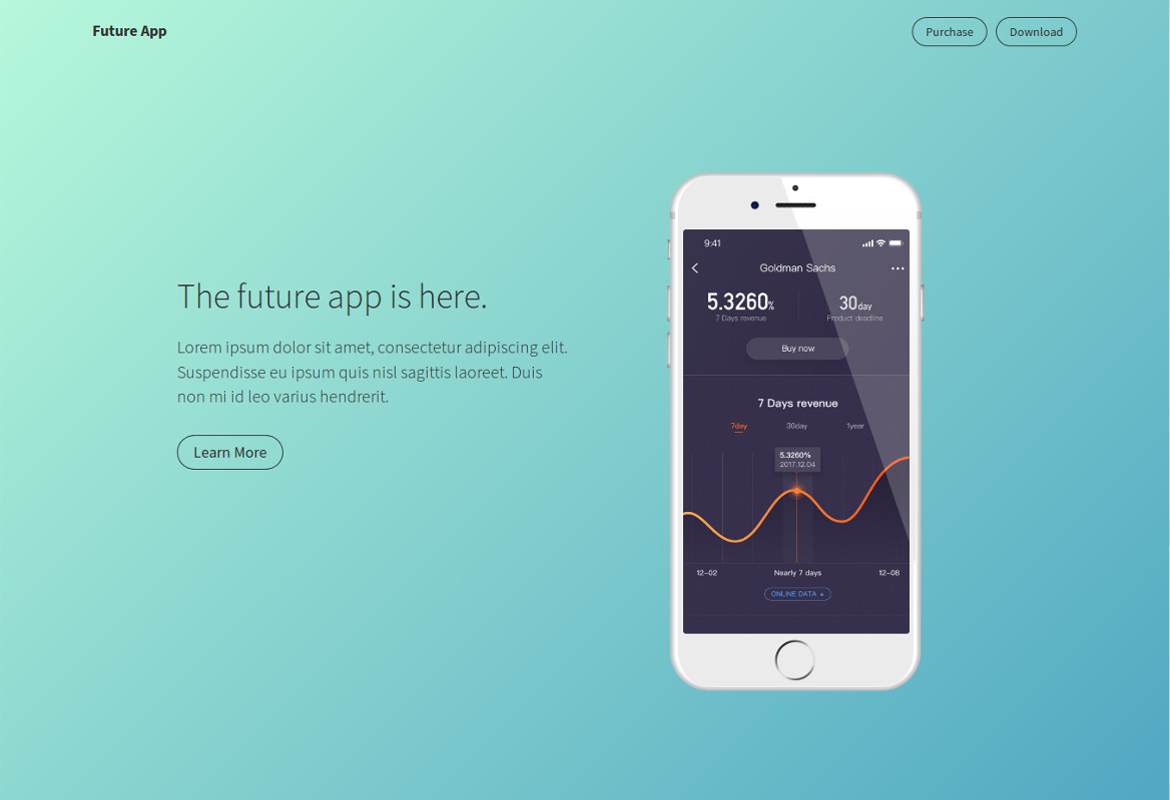 Future App
Purchase
Download
The future app is here.
Lorem ipsum dolor sit amet, consectetur adipiscing elit.
Suspendisse eu ipsum quis nisl sagittis laoreet. Duis
non mi id leo varius hendrerit.
Learn More
9:41
Goldman Sachs
5.3260% 30day
7 Days revenue Product deadline
Buy now
7 Days revenue
7day 30day 1year
5.3260%
2017.12.04
12-02 Nearly 7 days 12-08
ONLINE DATA